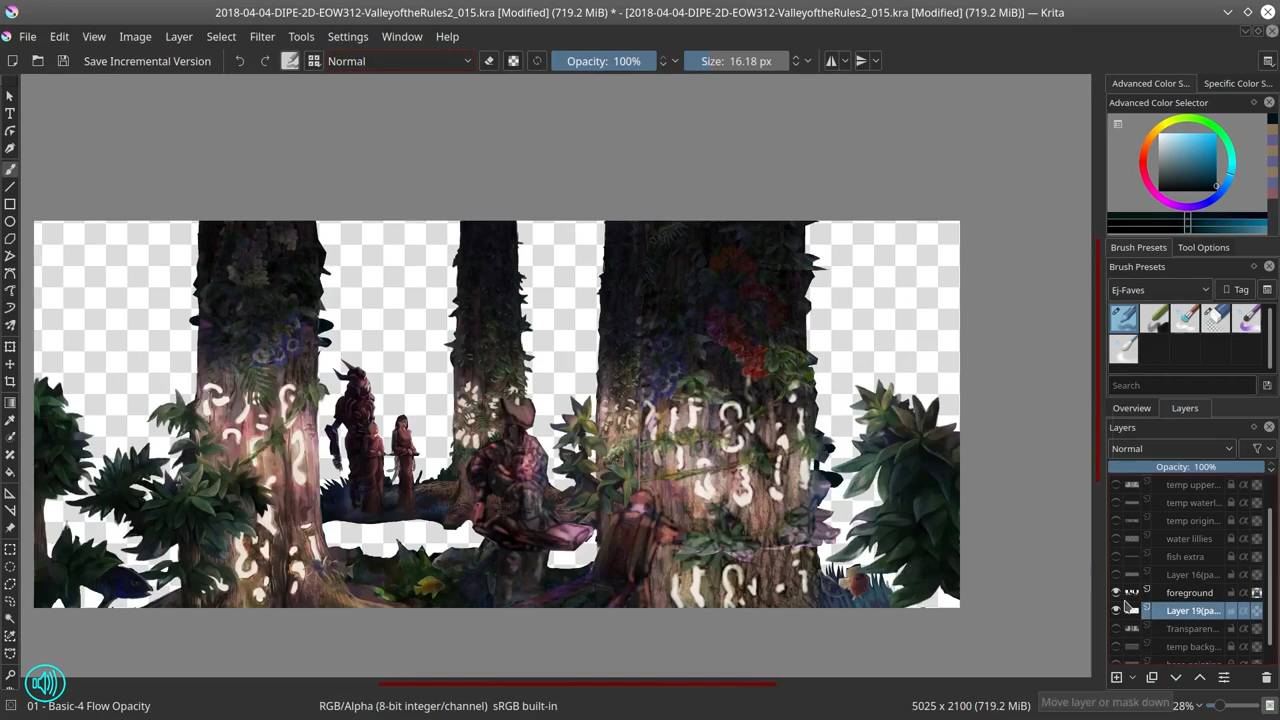 2018-04-04-DIPE-2D-EOW312-ValleyoftheRules2_015.kra [Modified] (719.2 MiB) * - [2018-04-04-DIPE-2D-EOW312-ValleyoftheRules2_015.kra [Modified] (719.2 MiB)] — Krita
File Edit View Image Layer Select Filter Tools Settings Window Help
Save Incremental Version Normal Opacity: 100% Size: 16.18 px
Advanced Color S... Specific Color S...
Advanced Color Selector
Brush Presets Tool Options
Brush Presets
Ej-Faves Tag
Search
Overview Layers
Layers
Normal
Opacity: 100%
temp upper...
temp waterl...
temp origin...
water lillies
fish extra
Layer 16(pa...
foreground
Layer 19(pa...
Transparen...
temp backg...
Move layer or mask down
01 - Basic-4 Flow Opacity RGB/Alpha (8-bit integer/channel) sRGB built-in 5025 x 2100 (719.2 MiB) 28%